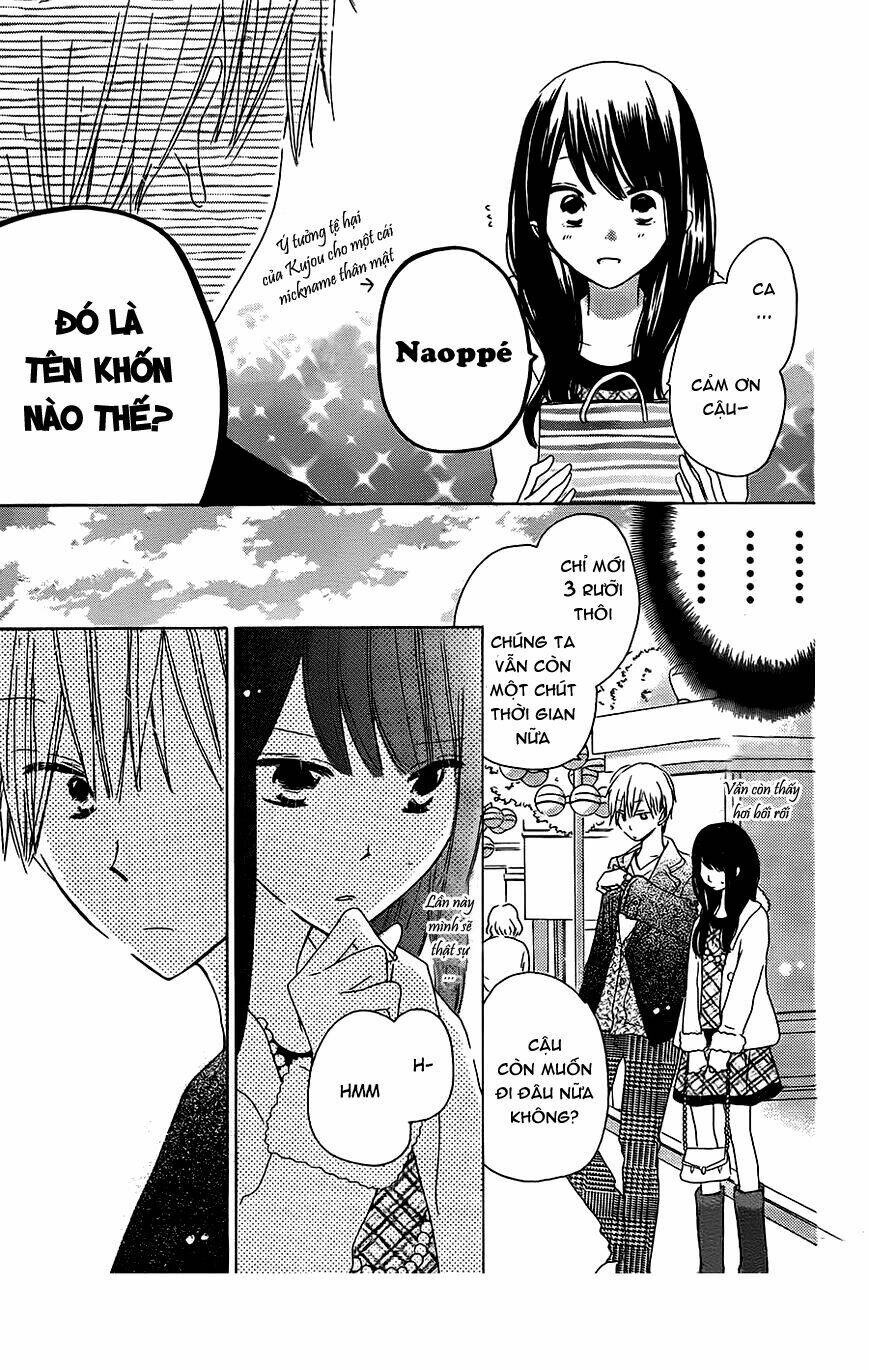 CA
...
CẢM ƠN
CẬU~
Naoppé
Ý tưởng tệ hại
của Kujou cho một cái
nickname thân mật
ĐÓ LÀ
TÊN KHỐN
NÀO THẾ?
CHỈ MỚI
3 RƯỠI
THÔI
CHÚNG TA
VẪN CÒN
MỘT CHÚT
THỜI GIAN
NỮA
Vẫn còn thấy
hơi bối rối
CẬU
CÒN MUỐN
ĐI ĐÂU NỮA
KHÔNG?
Lần này
mình sẽ
thật sự
...
H-
HMM